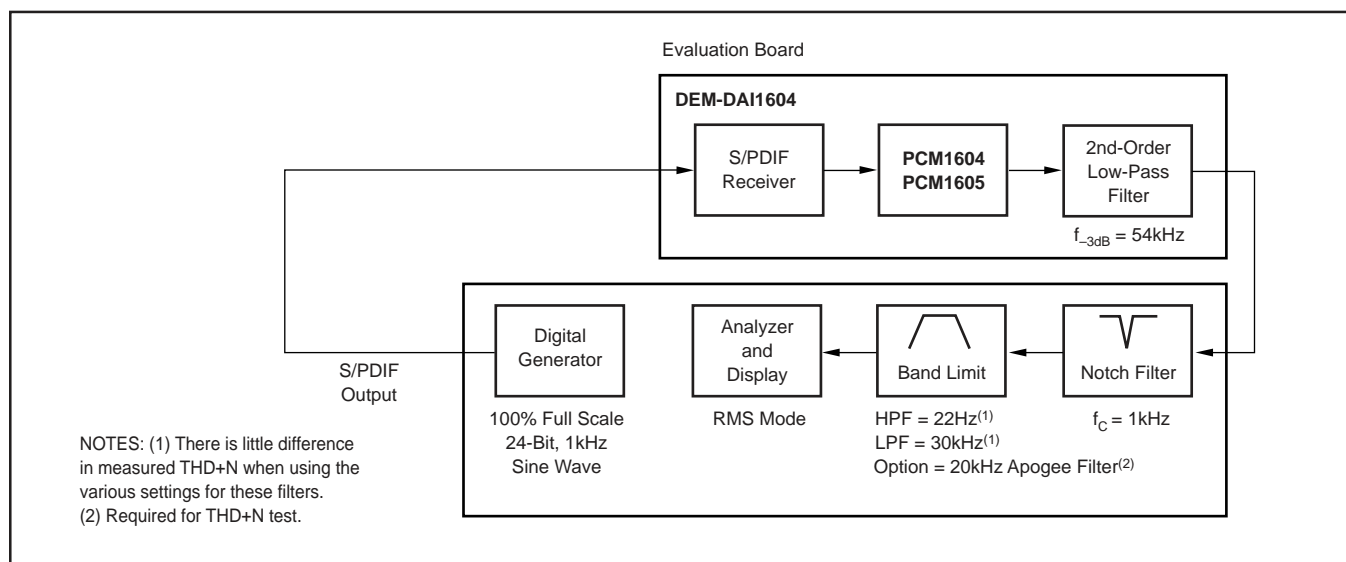 Evaluation Board
DEM-DAI1604
S/PDIF
Receiver
PCM1604
PCM1605
2nd-Order
Low-Pass
Filter
f–3dB = 54kHz
S/PDIF
Output
Digital
Generator
100% Full Scale
24-Bit, 1kHz
Sine Wave
Analyzer
and
Display
RMS Mode
Band Limit
HPF = 22Hz(1)
LPF = 30kHz(1)
Option = 20kHz Apogee Filter(2)
Notch Filter
fC = 1kHz
NOTES: (1) There is little difference
in measured THD+N when using the
various settings for these filters.
(2) Required for THD+N test.